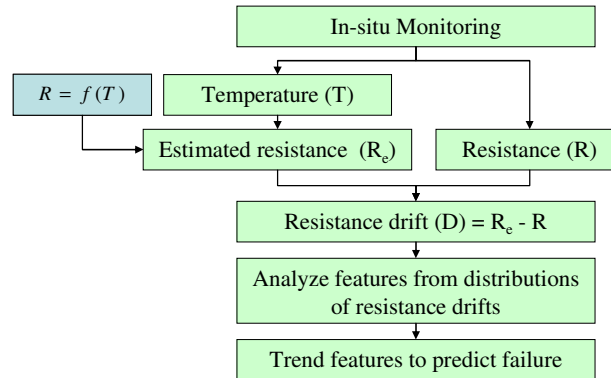 In-situ Monitoring
R = f (T)
Temperature (T)
Estimated resistance (Rₑ)
Resistance (R)
Resistance drift (D) = Rₑ - R
Analyze features from distributions
of resistance drifts
Trend features to predict failure